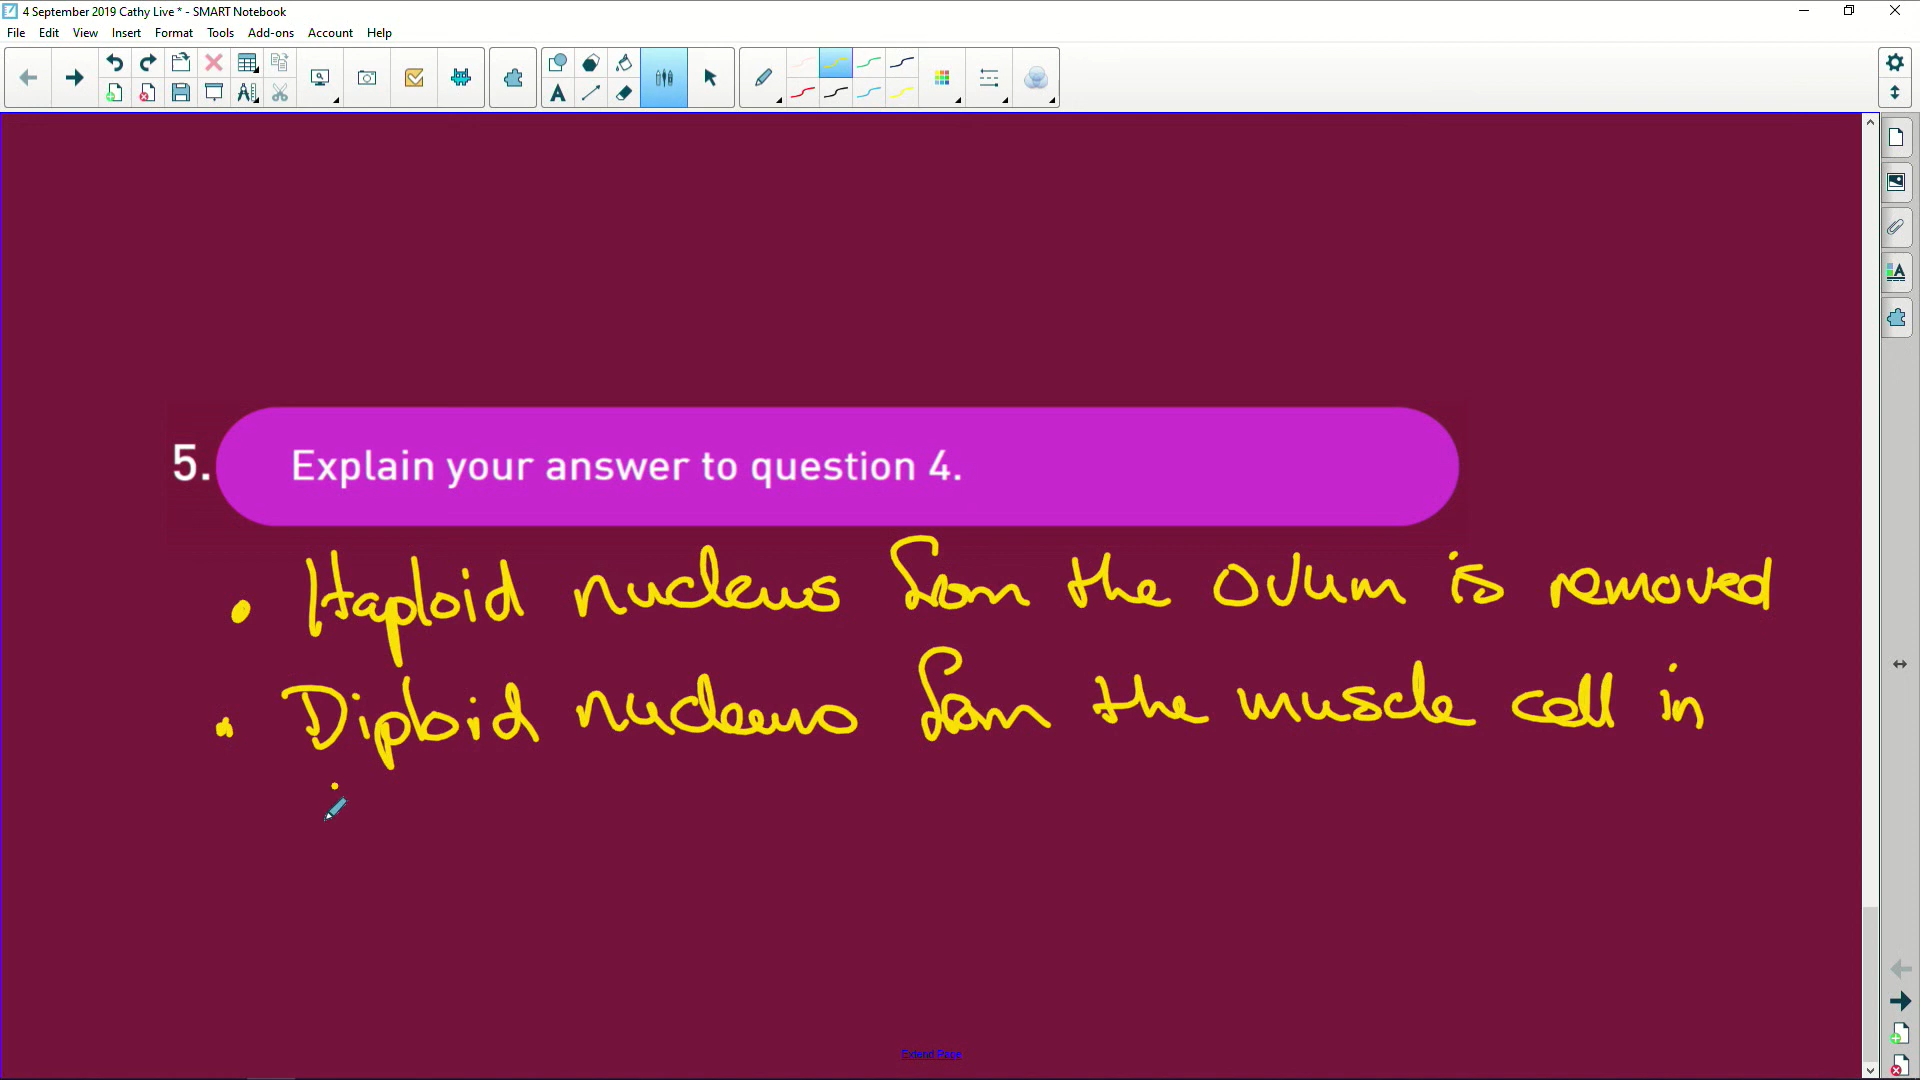 4 September 2019 Cathy Live * - SMART Notebook
File Edit View Insert Format Tools Add-ons Account Help
5. Explain your answer to question 4.
• Haploid nucleus from the ovum is removed
• Diploid nucleus from the muscle cell in
Extend Page